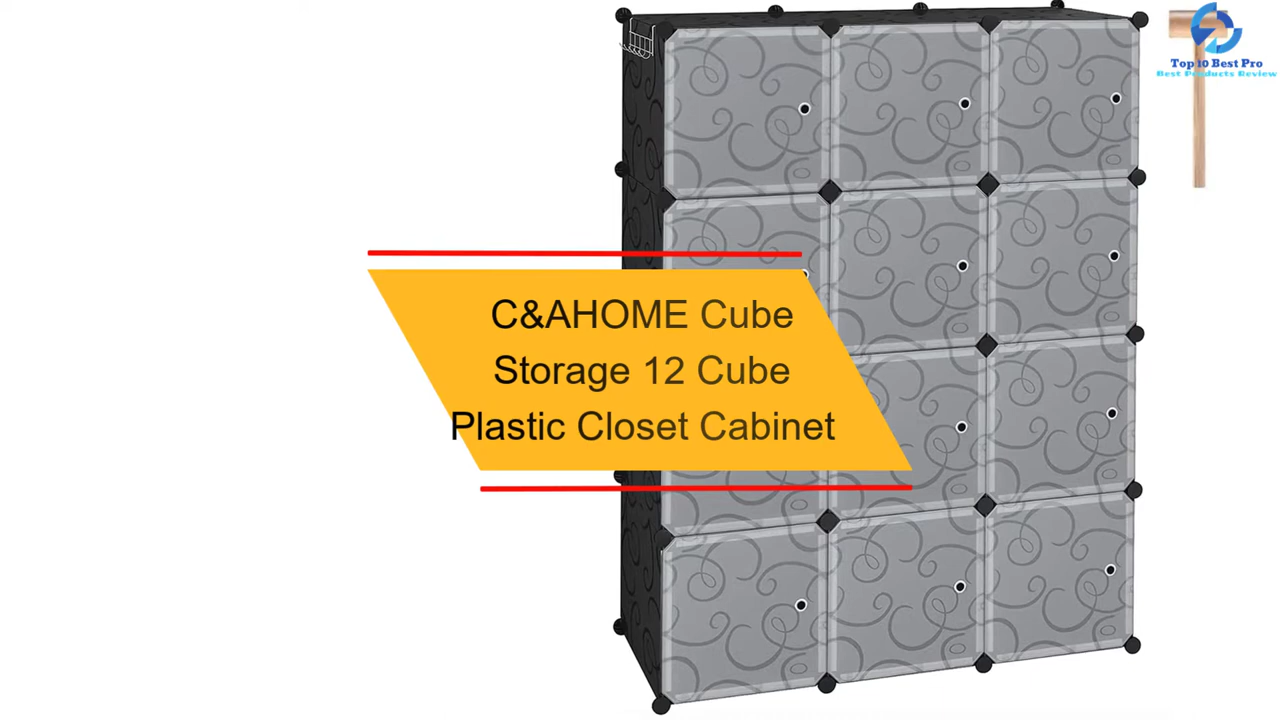 Top 10 Best Pro
Best Products Review
C&AHOME Cube
Storage 12 Cube
Plastic Closet Cabinet